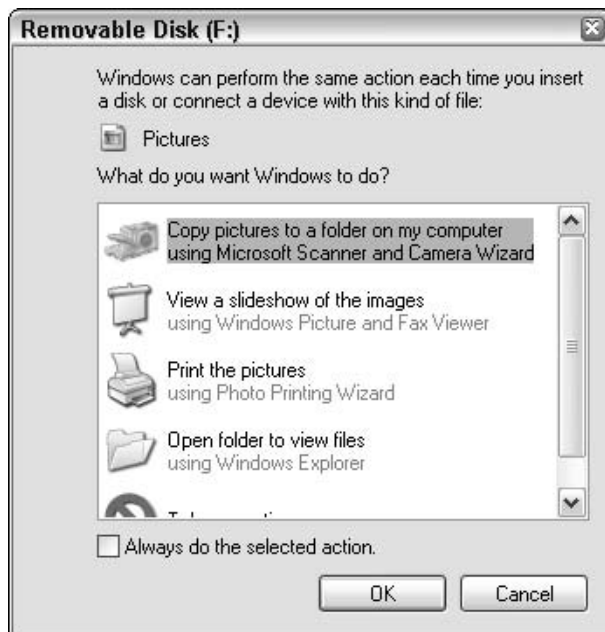 Removable Disk (F:)
Windows can perform the same action each time you insert
a disk or connect a device with this kind of file:
Pictures
What do you want Windows to do?
Copy pictures to a folder on my computer
using Microsoft Scanner and Camera Wizard
View a slideshow of the images
using Windows Picture and Fax Viewer
Print the pictures
using Photo Printing Wizard
Open folder to view files
using Windows Explorer
Always do the selected action.
OK
Cancel